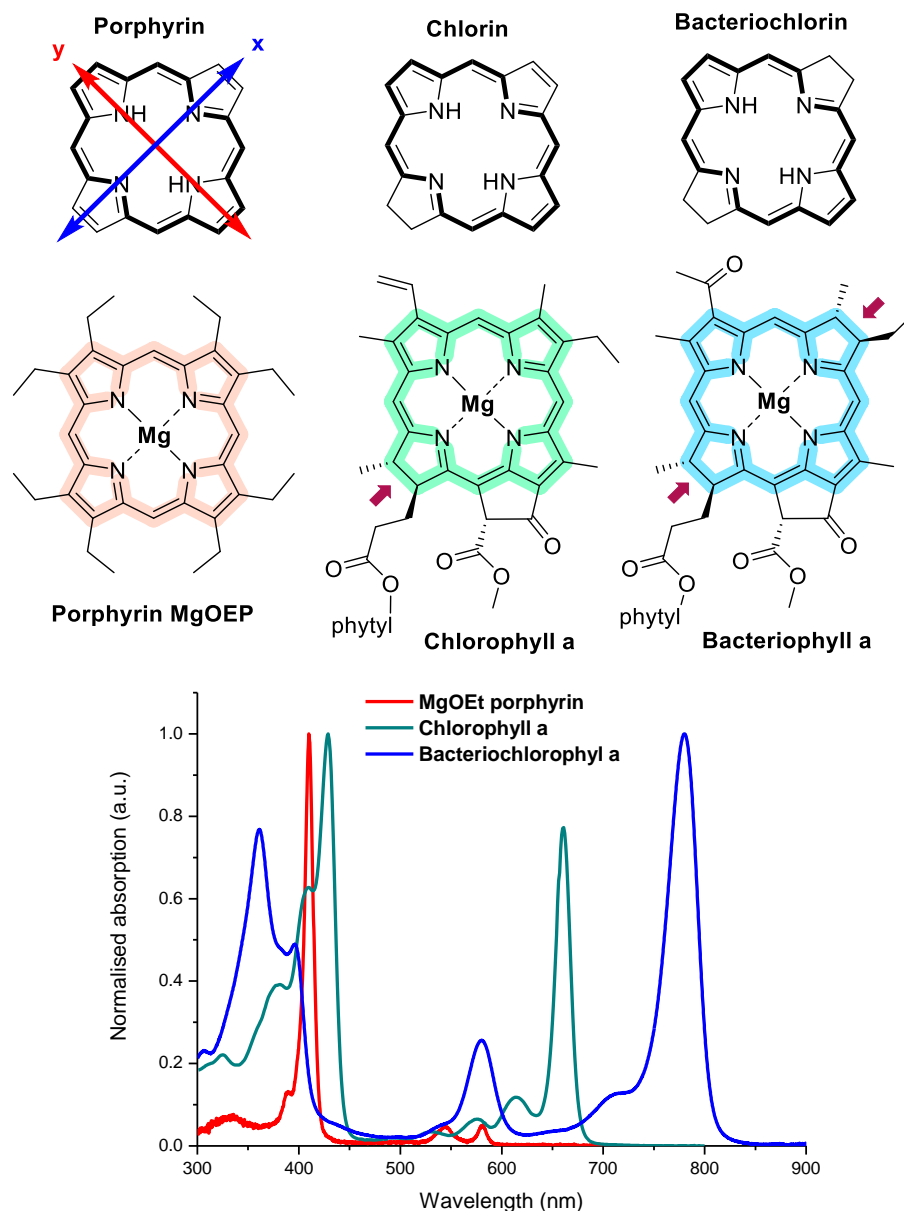 Porphyrin
Chlorin
Bacteriochlorin
y
x
NH
N
N
HN
NH
N
N
HN
NH
N
N
HN
N
N
Mg
N
N
Porphyrin MgOEP
N
N
Mg
N
N
O
O
O
O
O
phytyl
Chlorophyll a
O
N
N
Mg
N
N
O
O
O
O
O
phytyl
Bacteriophyll a
MgOEt porphyrin
Chlorophyll a
Bacteriochlorophyl a
Normalised absorption (a.u.)
1.0
0.8
0.6
0.4
0.2
0.0
300
400
500
600
700
800
900
Wavelength (nm)